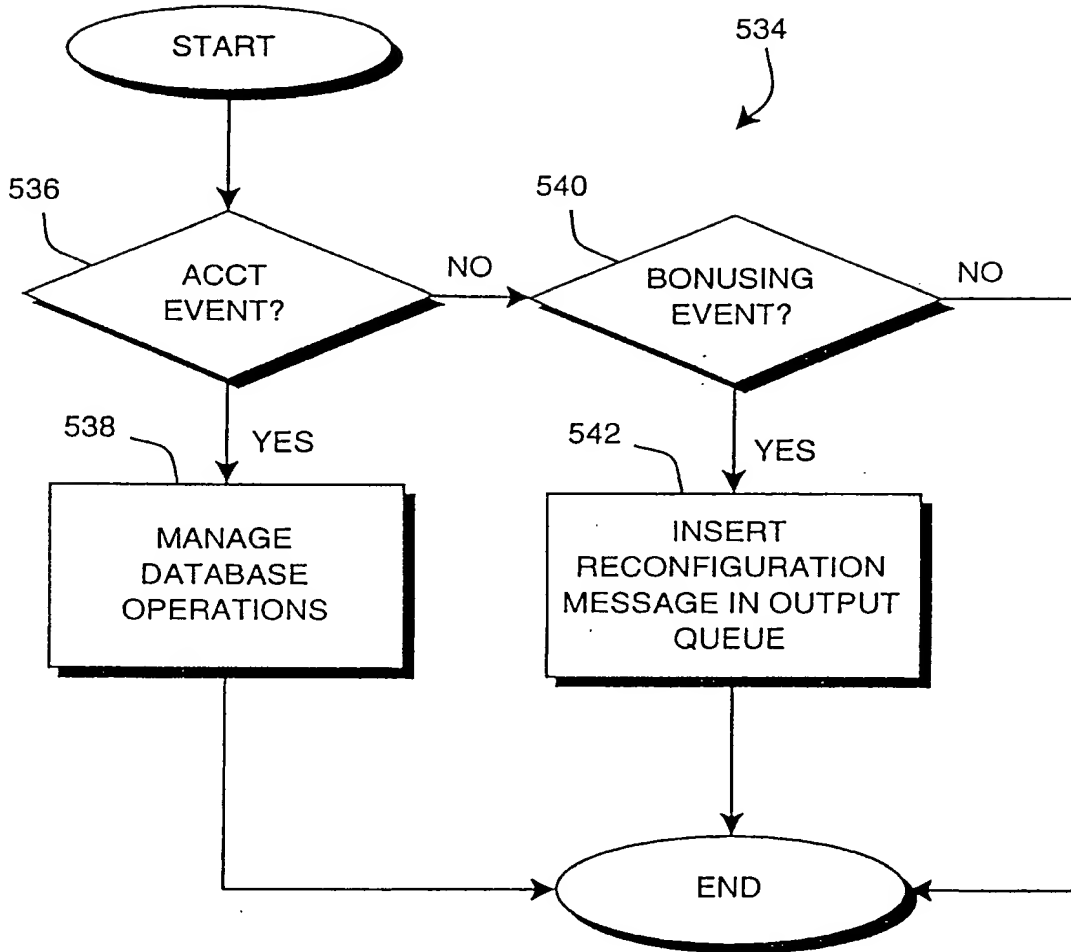 START
534
536
ACCT
EVENT?
NO
540
BONUSING
EVENT?
NO
538
YES
542
YES
MANAGE
DATABASE
OPERATIONS
INSERT
RECONFIGURATION
MESSAGE IN OUTPUT
QUEUE
END